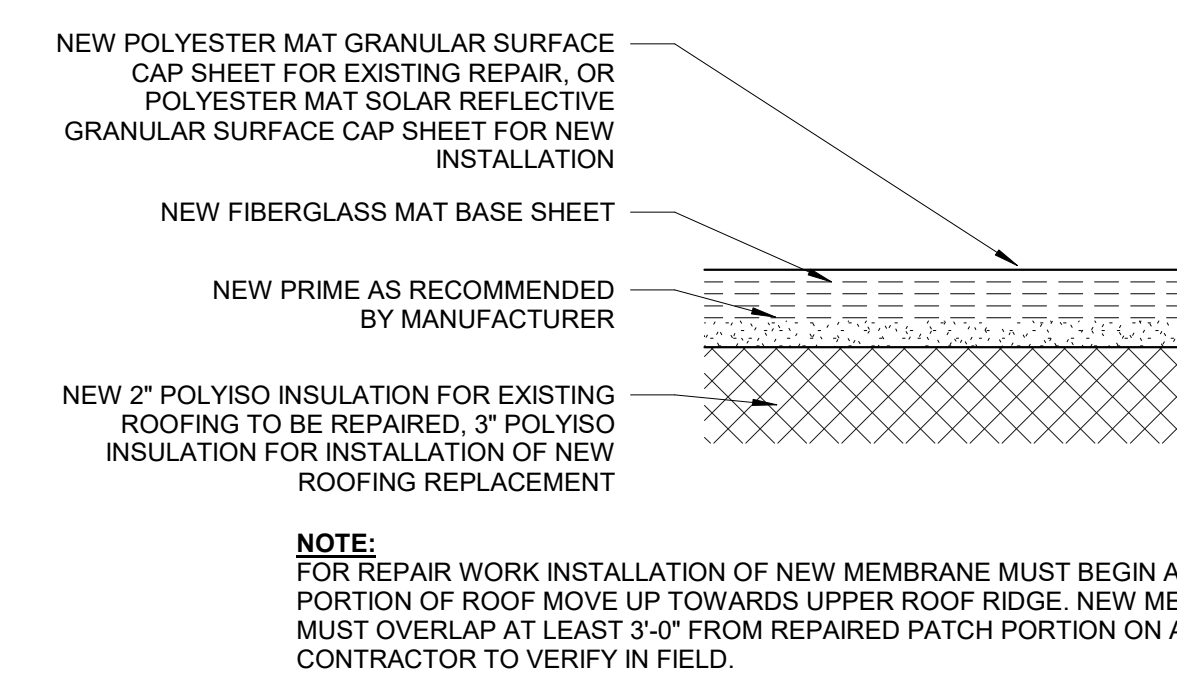 NEW POLYESTER MAT GRANULAR SURFACE
CAP SHEET FOR EXISTING REPAIR, OR
POLYESTER MAT SOLAR REFLECTIVE
GRANULAR SURFACE CAP SHEET FOR NEW
INSTALLATION
NEW FIBERGLASS MAT BASE SHEET
NEW PRIME AS RECOMMENDED
BY MANUFACTURER
NEW 2" POLYISO INSULATION FOR EXISTING
ROOFING TO BE REPAIRED, 3" POLYISO
INSULATION FOR INSTALLATION OF NEW
ROOFING REPLACEMENT
NOTE:
FOR REPAIR WORK INSTALLATION OF NEW MEMBRANE MUST BEGIN
PORTION OF ROOF MOVE UP TOWARDS UPPER ROOF RIDGE. NEW
MUST OVERLAP AT LEAST 3'-0" FROM REPAIRED PATCH PORTION ON
CONTRACTOR TO VERIFY IN FIELD.